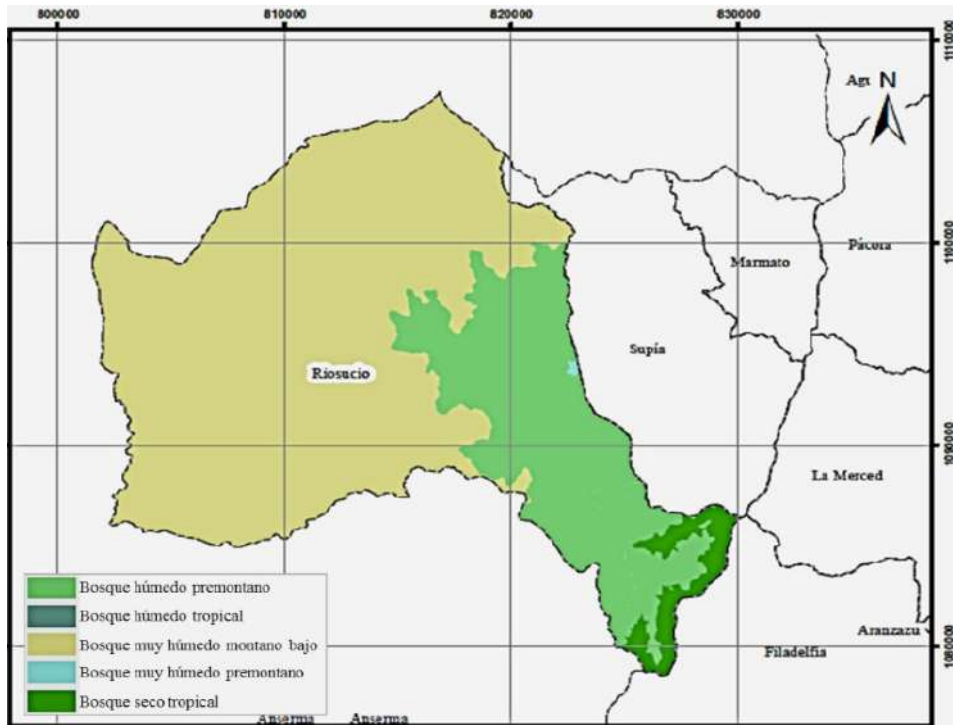 800000
810000
820000
830000
1110000
N
1100000
Pácora
Marmato
Supía
Riosucio
1090000
La Merced
Bosque húmedo premontano
Bosque húmedo tropical
Bosque muy húmedo montano bajo
Bosque muy húmedo premontano
Bosque seco tropical
Aranzazu
1080000
Filadelfia
Anserma
Anserma